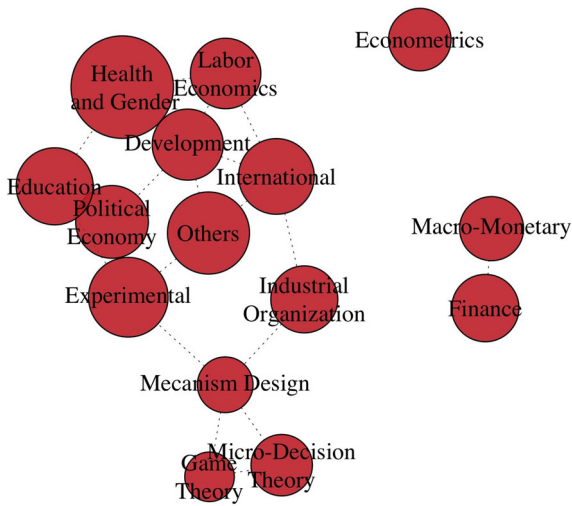 Econometrics
Health
and Gender
Labor
Economics
Development
International
Education
Political
Economy
Others
Macro-Monetary
Experimental
Industrial
Organization
Finance
Mecanism Design
Game
Theory
Micro-Decision
Theory